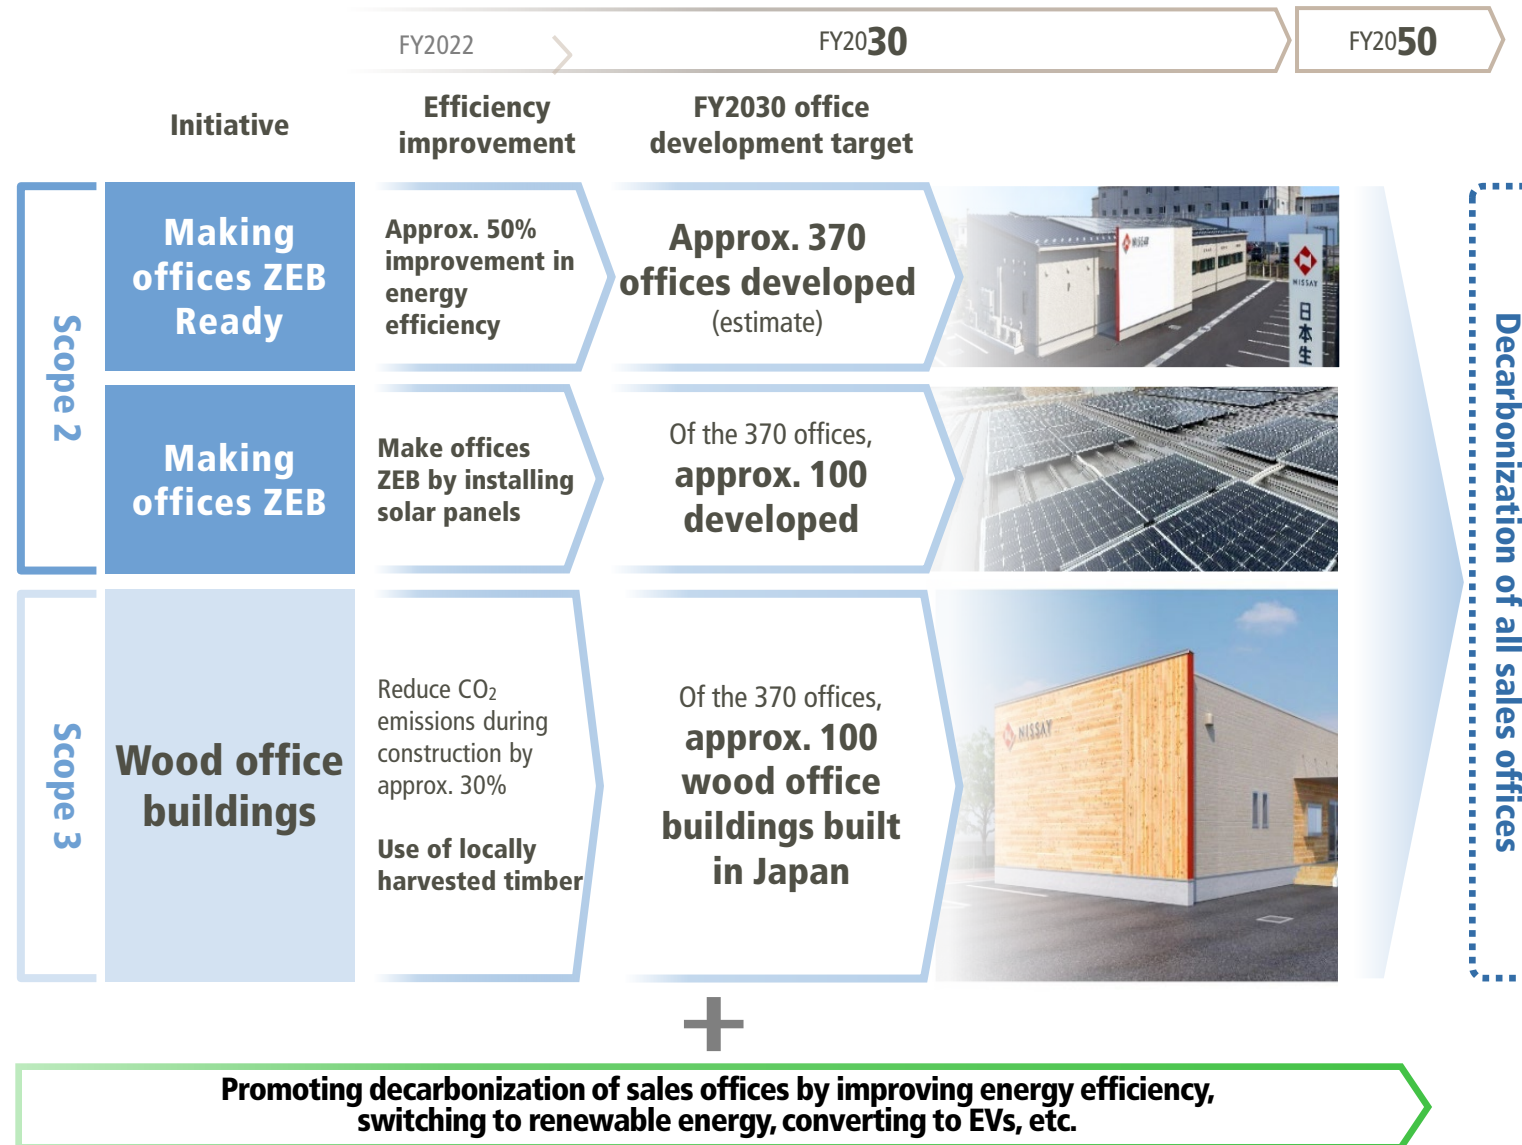 FY2022
FY2030
FY2050
Initiative
Efficiency
improvement
FY2030 office
development target
Scope 2
Making
offices ZEB
Ready
Approx. 50%
improvement in
energy
efficiency
Approx. 370
offices developed
(estimate)
NISSAY
日本生
Making
offices ZEB
Make offices
ZEB by installing
solar panels
Of the 370 offices,
approx. 100
developed
Scope 3
Wood office
buildings
Reduce CO₂
emissions during
construction by
approx. 30%
Use of locally
harvested timber
Of the 370 offices,
approx. 100
wood office
buildings built
in Japan
NISSAY
Decarbonization of all sales offices
+
Promoting decarbonization of sales offices by improving energy efficiency,
switching to renewable energy, converting to EVs, etc.